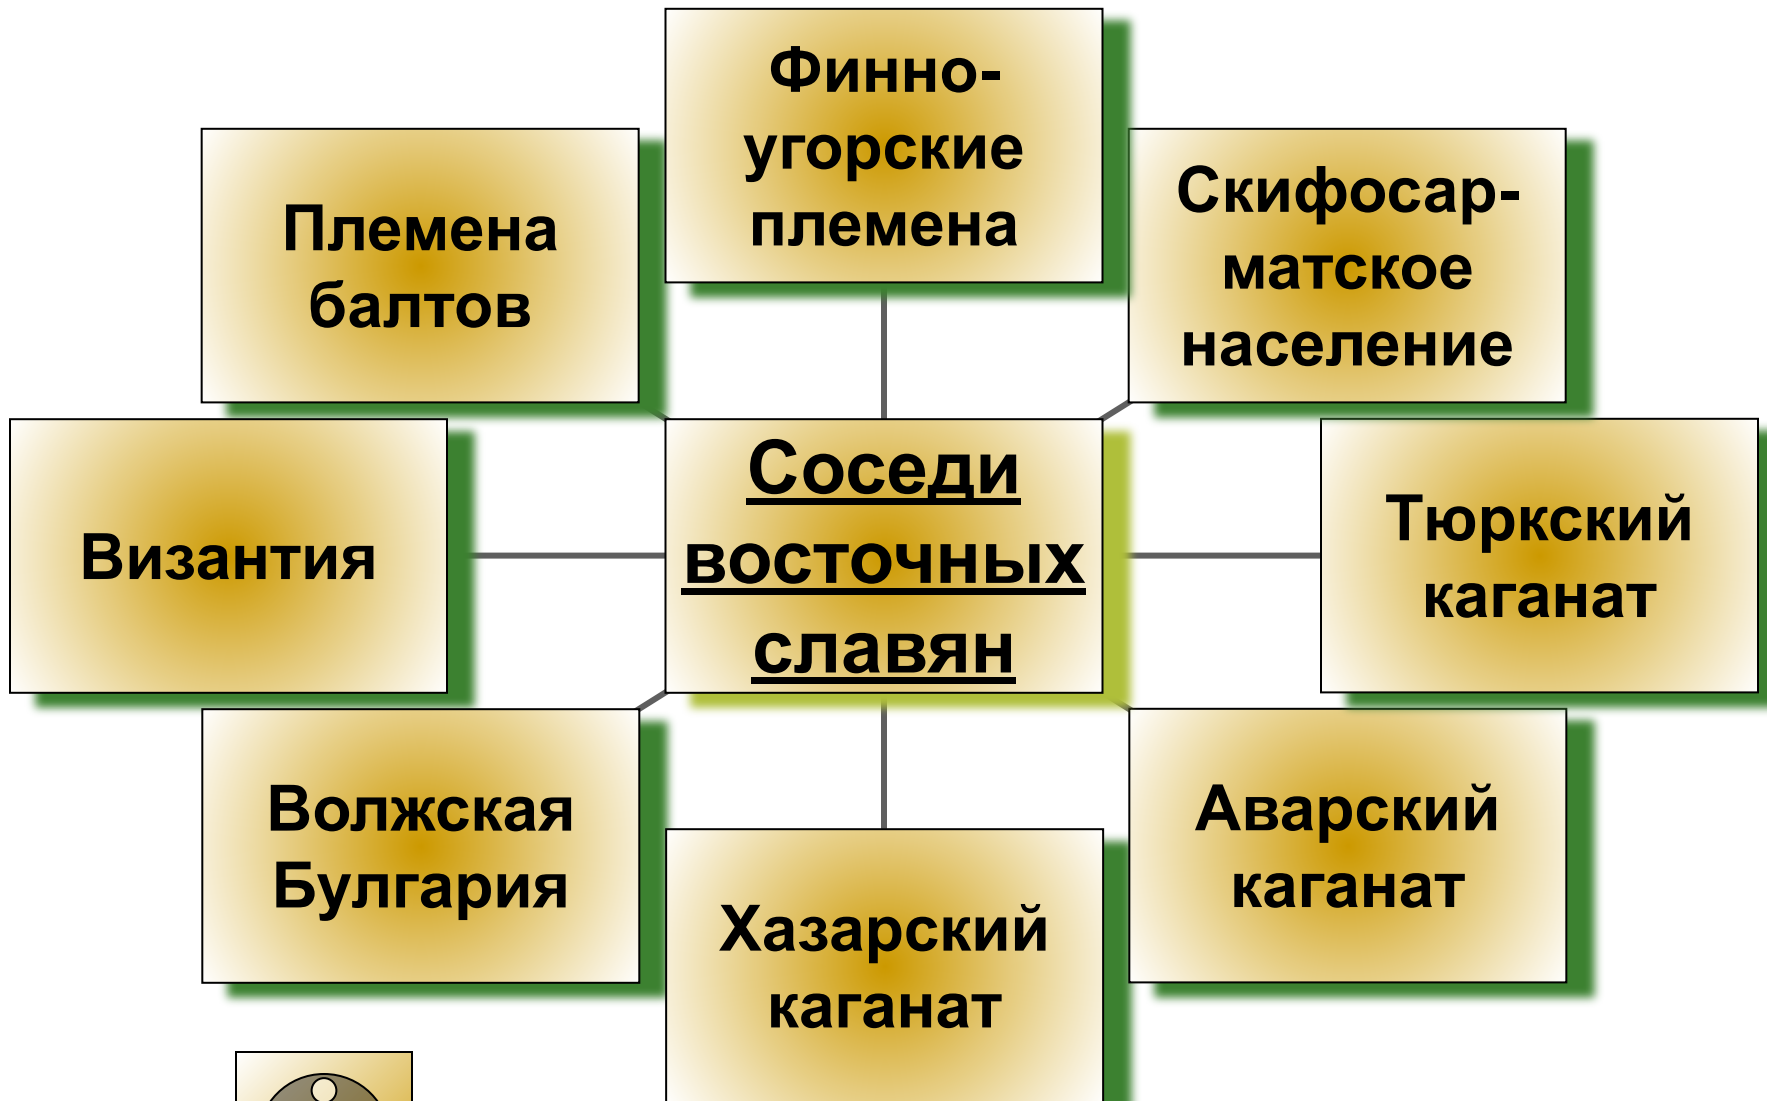 Финно-
угорские
племена
Племена
балтов
Скифосар-
матское
население
Византия
Соседи
восточных
славян
Тюркский
каганат
Волжская
Булгария
Хазарский
каганат
Аварский
каганат